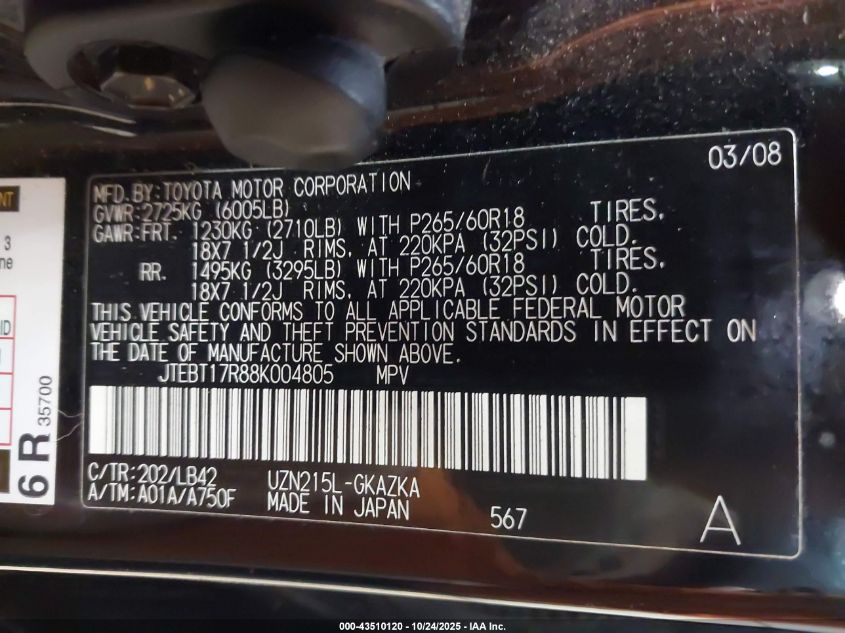 03/08
MFD. BY: TOYOTA MOTOR CORPORATION
GVWR: 2725KG (6005LB)
GAWR: FRT. 1230KG (2710LB) WITH P265/60R18 TIRES,
18X7 1/2J RIMS, AT 220KPA (32PSI) COLD.
RR. 1495KG (3295LB) WITH P265/60R18 TIRES,
18X7 1/2J RIMS, AT 220KPA (32PSI) COLD.
THIS VEHICLE CONFORMS TO ALL APPLICABLE FEDERAL MOTOR
VEHICLE SAFETY AND THEFT PREVENTION STANDARDS IN EFFECT ON
THE DATE OF MANUFACTURE SHOWN ABOVE.
JTEBT17R88K004805 MPV
C/TR: 202/LB42 UZN215L-GKAZKA
A/TM: A01A/A750F MADE IN JAPAN 567 A
3
6 R 35700
000-43510120 - 10/24/2025 - IAA Inc.